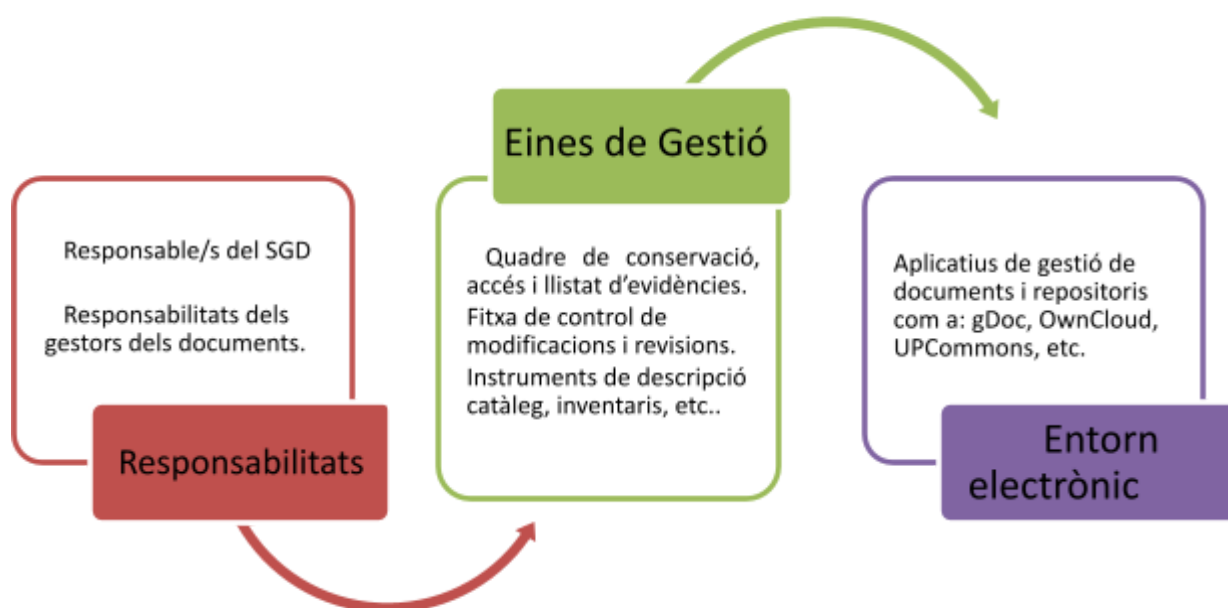 Responsable/s del SGD
Responsabilitats dels
gestors dels documents.
Responsabilitats
Eines de Gestió
Quadre de conservació,
accés i llistat d'evidències.
Fitxa de control de
modificacions i revisions.
Instruments de descripció
catàleg, inventaris, etc..
Aplicatius de gestió de
documents i repositoris
com a: gDoc, OwnCloud,
UPCommons, etc.
Entorn
electrònic